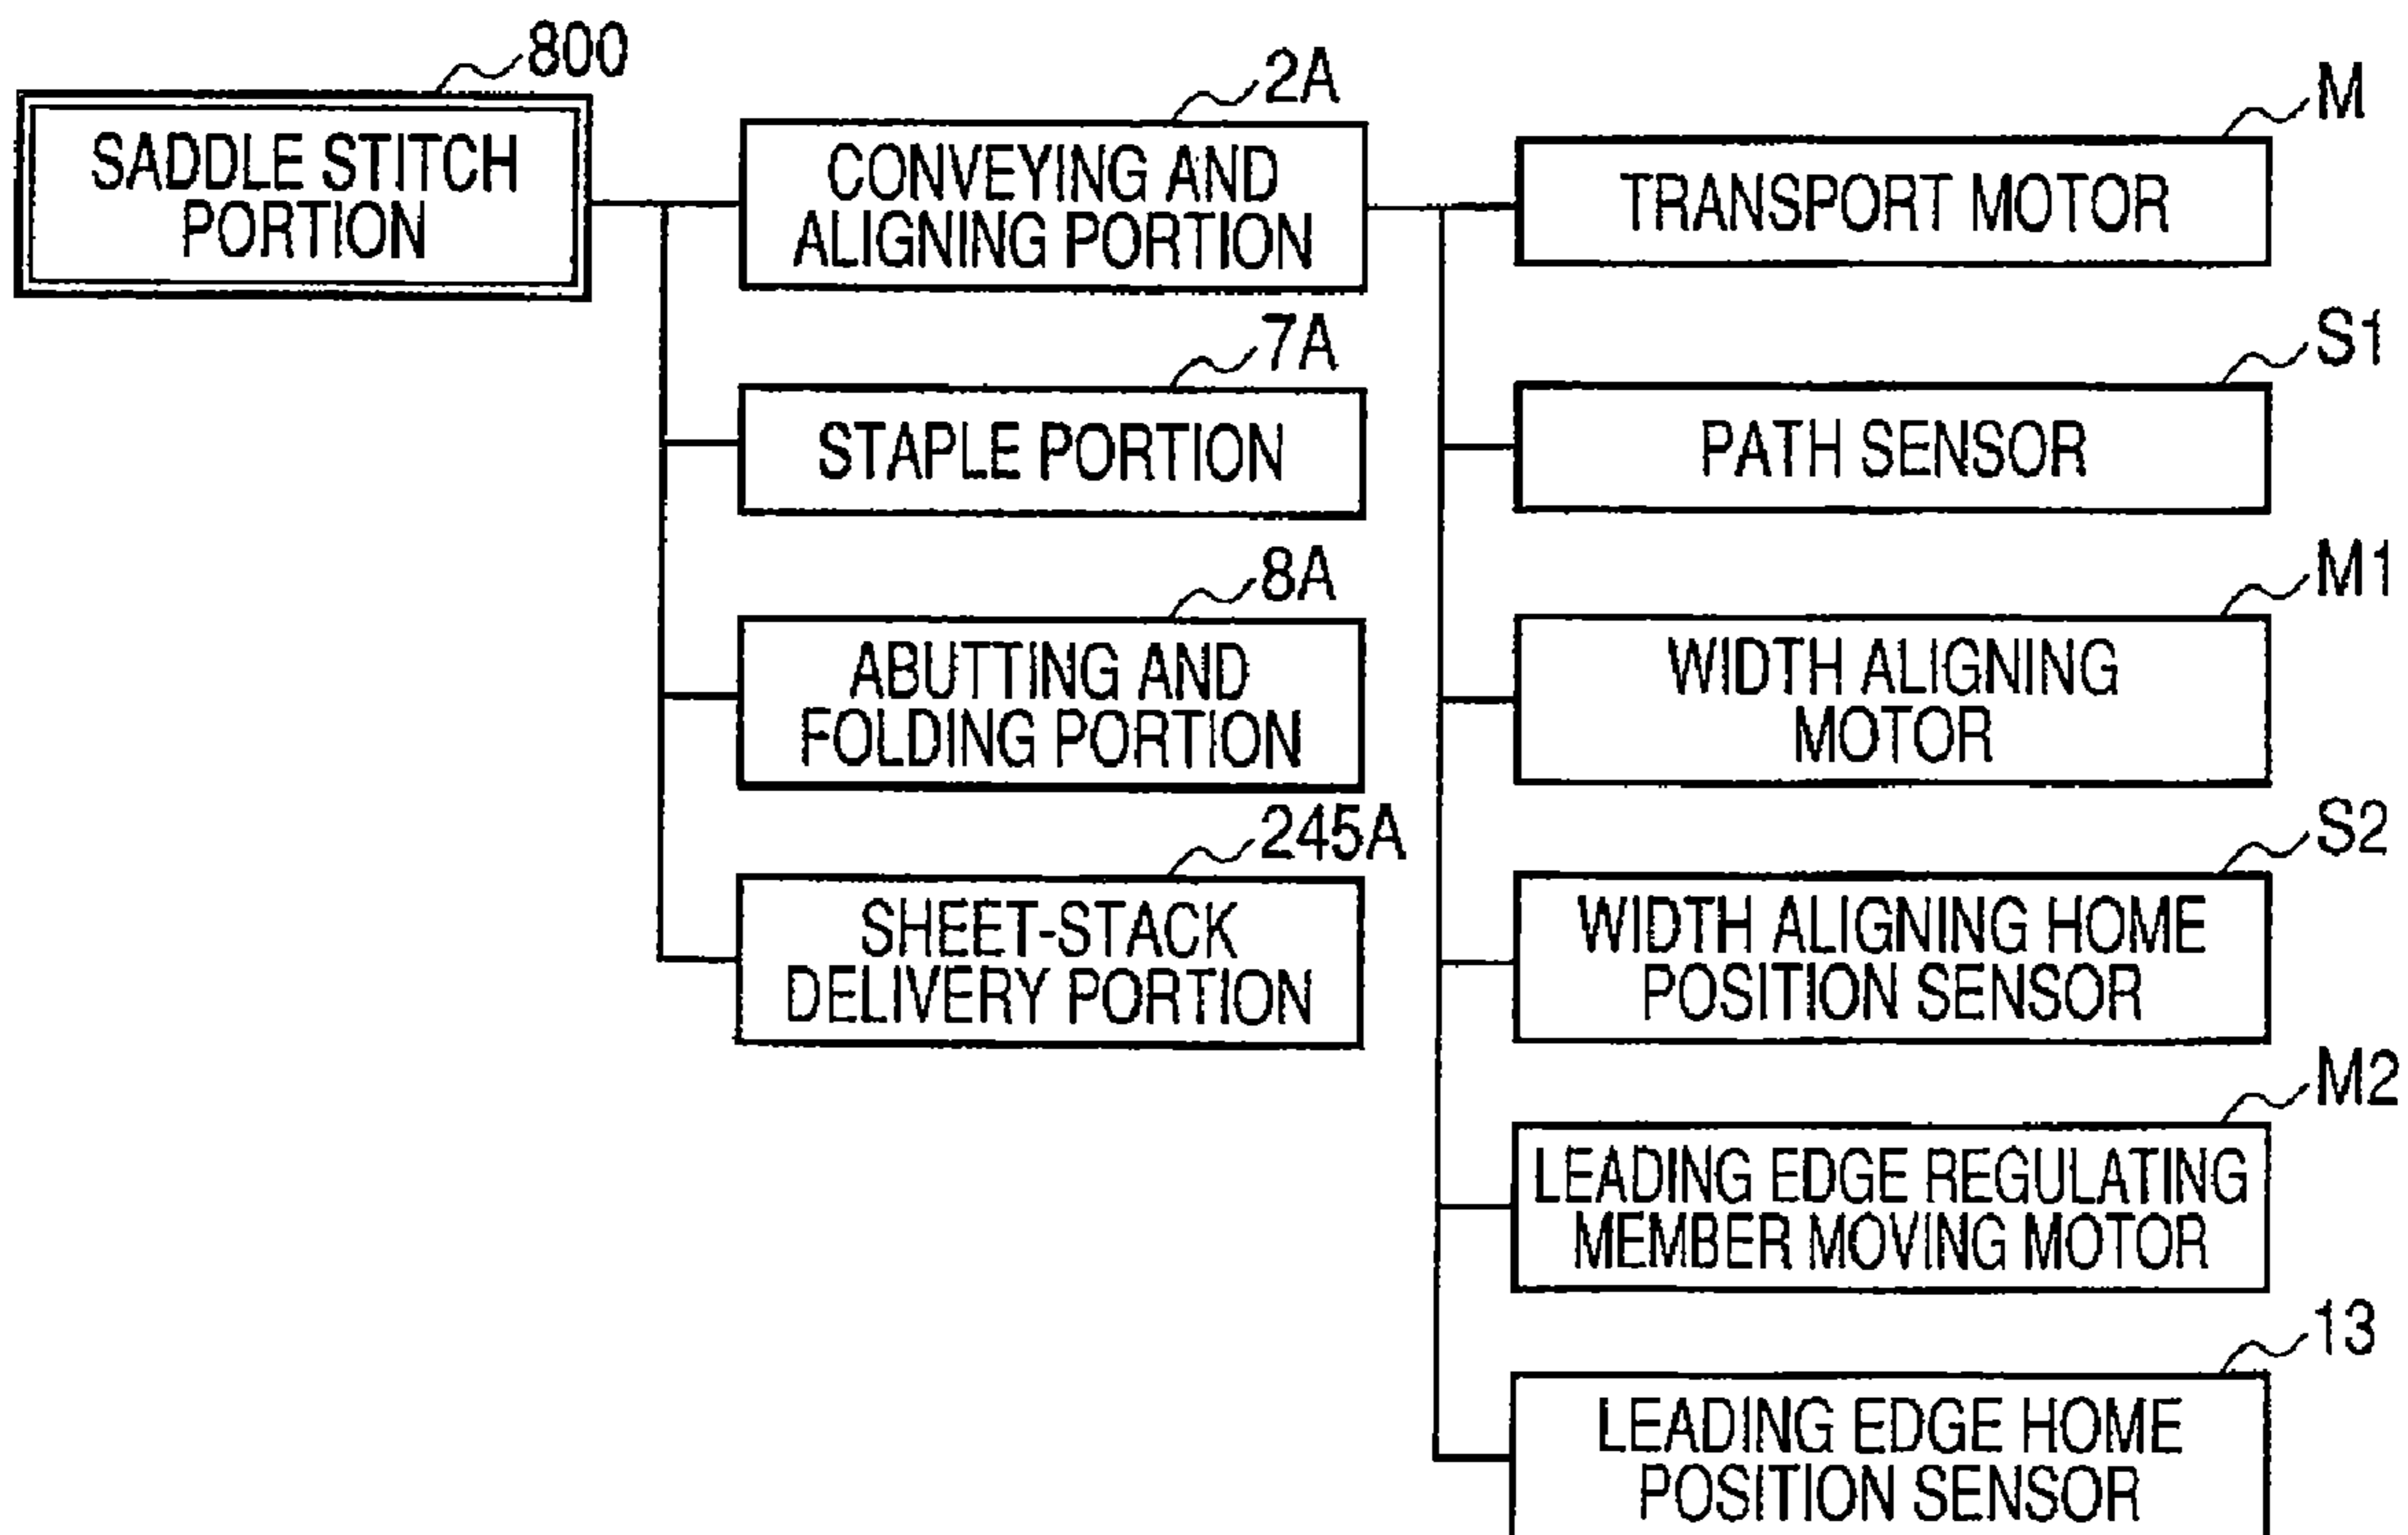 800
SADDLE STITCH
PORTION
2A
CONVEYING AND
ALIGNING PORTION
7A
STAPLE PORTION
8A
ABUTTING AND
FOLDING PORTION
245A
SHEET-STACK
DELIVERY PORTION
M
TRANSPORT MOTOR
S1
PATH SENSOR
M1
WIDTH ALIGNING
MOTOR
S2
WIDTH ALIGNING HOME
POSITION SENSOR
M2
LEADING EDGE REGULATING
MEMBER MOVING MOTOR
13
LEADING EDGE HOME
POSITION SENSOR